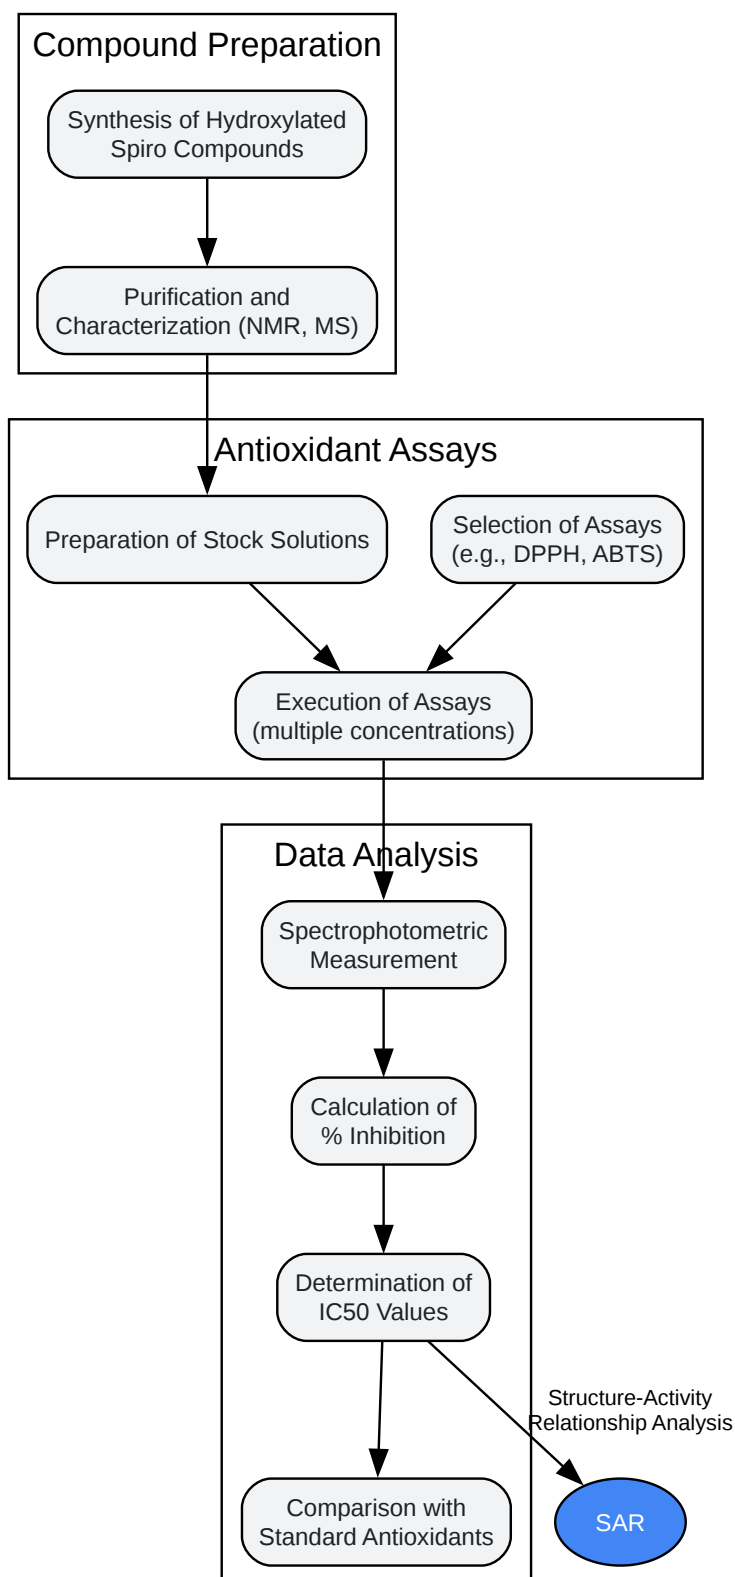 Compound Preparation
Synthesis of Hydroxylated
Spiro Compounds
Purification and
Characterization (NMR, MS)
Antioxidant Assays
Preparation of Stock Solutions
Selection of Assays
(e.g., DPPH, ABTS)
Execution of Assays
(multiple concentrations)
Data Analysis
Spectrophotometric
Measurement
Calculation of
% Inhibition
Determination of
IC50 Values
Structure-Activity
Relationship Analysis
Comparison with
Standard Antioxidants
SAR